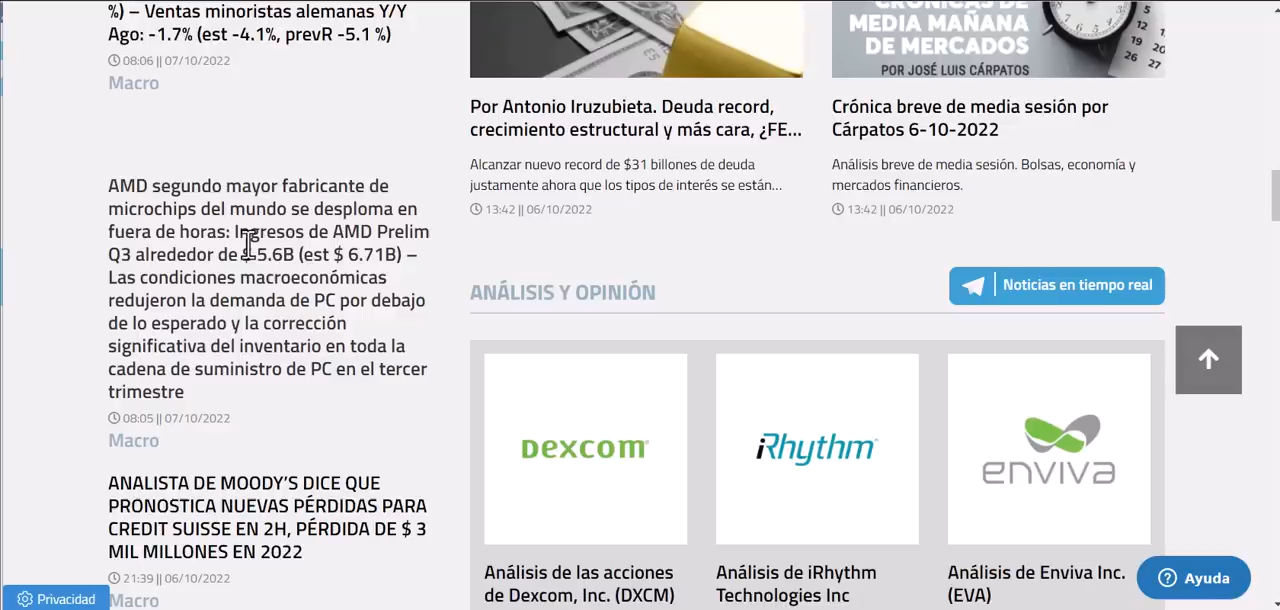 %) – Ventas minoristas alemanas Y/Y
Ago: -1.7% (est -4.1%, prevR -5.1 %)
08:06 || 07/10/2022
Macro
AMD segundo mayor fabricante de
microchips del mundo se desploma en
fuera de horas: Ingresos de AMD Prelim
Q3 alrededor de $ 5.6B (est $ 6.71B) –
Las condiciones macroeconómicas
redujeron la demanda de PC por debajo
de lo esperado y la corrección
significativa del inventario en toda la
cadena de suministro de PC en el tercer
trimestre
08:05 || 07/10/2022
Macro
ANALISTA DE MOODY’S DICE QUE
PRONOSTICA NUEVAS PÉRDIDAS PARA
CREDIT SUISSE EN 2H, PÉRDIDA DE $ 3
MIL MILLONES EN 2022
21:39 || 06/10/2022
Macro
Privacidad
Por Antonio Iruzubieta. Deuda record,
crecimiento estructural y más cara, ¿FE...
Alcanzar nuevo record de $31 billones de deuda
justamente ahora que los tipos de interés se están...
13:42 || 06/10/2022
CRÓNICAS DE
MEDIA MAÑANA
DE MERCADOS
POR JOSÉ LUIS CÁRPATOS
5
12
19 20
26 27
Crónica breve de media sesión por
Cárpatos 6-10-2022
Análisis breve de media sesión. Bolsas, economía y
mercados financieros.
13:42 || 06/10/2022
ANÁLISIS Y OPINIÓN
Noticias en tiempo real
DEXCOM
iRhythm
enviva
Análisis de las acciones
de Dexcom, Inc. (DXCM)
Análisis de iRhythm
Technologies Inc
Análisis de Enviva Inc.
(EVA)
Ayuda